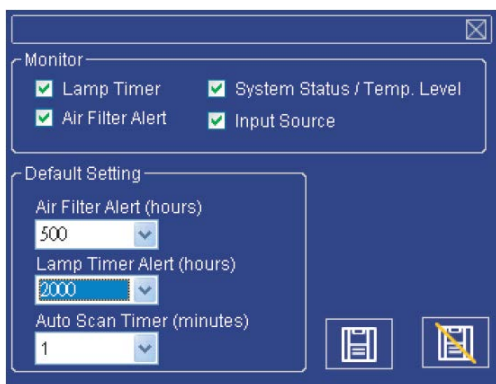 Monitor
Lamp Timer
System Status / Temp. Level
Air Filter Alert
Input Source
Default Setting
Air Filter Alert (hours)
500
Lamp Timer Alert (hours)
2000
Auto Scan Timer (minutes)
1